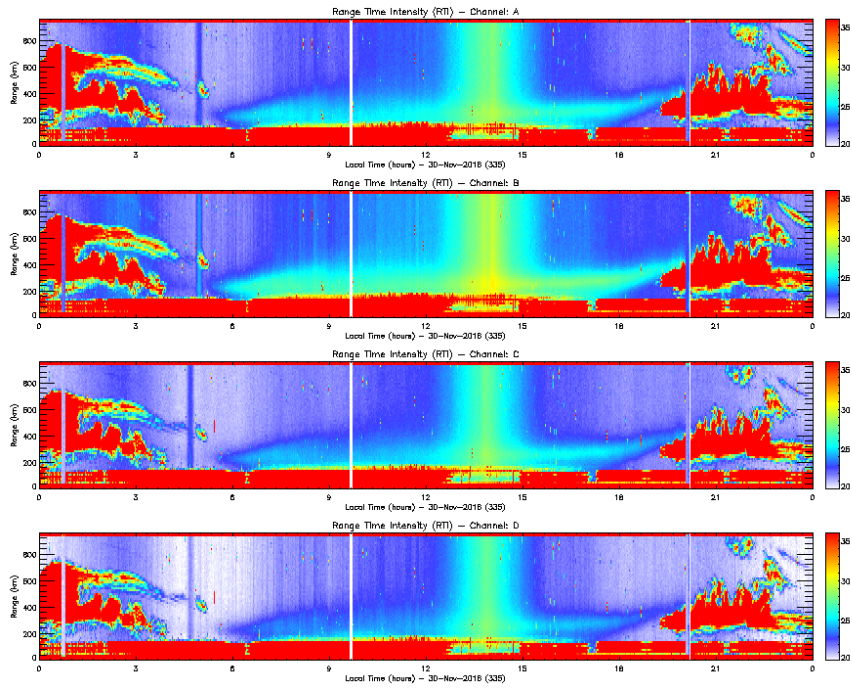 Range Time Intensity (RTI) – Channel: A
Range (km)
800
600
400
200
0
0 3 6 9 12 15 18 21 0
Local Time (hours) – 30-Nov-2018 (335)
35
30
25
20
Range Time Intensity (RTI) – Channel: B
Range (km)
800
600
400
200
0
0 3 6 9 12 15 18 21 0
Local Time (hours) – 30-Nov-2018 (335)
35
30
25
20
Range Time Intensity (RTI) – Channel: C
Range (km)
800
600
400
200
0
0 3 6 9 12 15 18 21 0
Local Time (hours) – 30-Nov-2018 (335)
35
30
25
20
Range Time Intensity (RTI) – Channel: D
Range (km)
800
600
400
200
0
0 3 6 9 12 15 18 21 0
Local Time (hours) – 30-Nov-2018 (335)
35
30
25
20